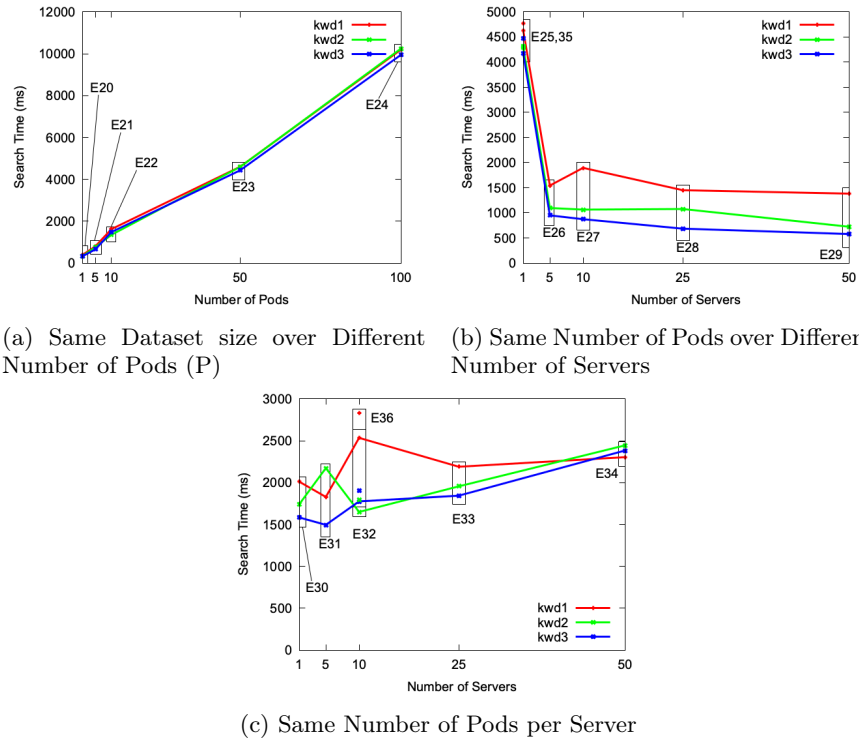 12000
10000
8000
6000
4000
2000
0
Search Time (ms)
kwd1
kwd2
kwd3
E20
E21
E22
E23
E24
1 5 10 50 100
Number of Pods
(a) Same Dataset size over Different
Number of Pods (P)
5000
4500
4000
3500
3000
2500
2000
1500
1000
500
0
Search Time (ms)
kwd1
kwd2
kwd3
E25,35
E26
E27
E28
E29
1 5 10 25 50
Number of Servers
(b) Same Number of Pods over Differen
Number of Servers
3000
2500
2000
1500
1000
500
0
Search Time (ms)
E36
E34
E33
E32
E31
E30
kwd1
kwd2
kwd3
1 5 10 25 50
Number of Servers
(c) Same Number of Pods per Server